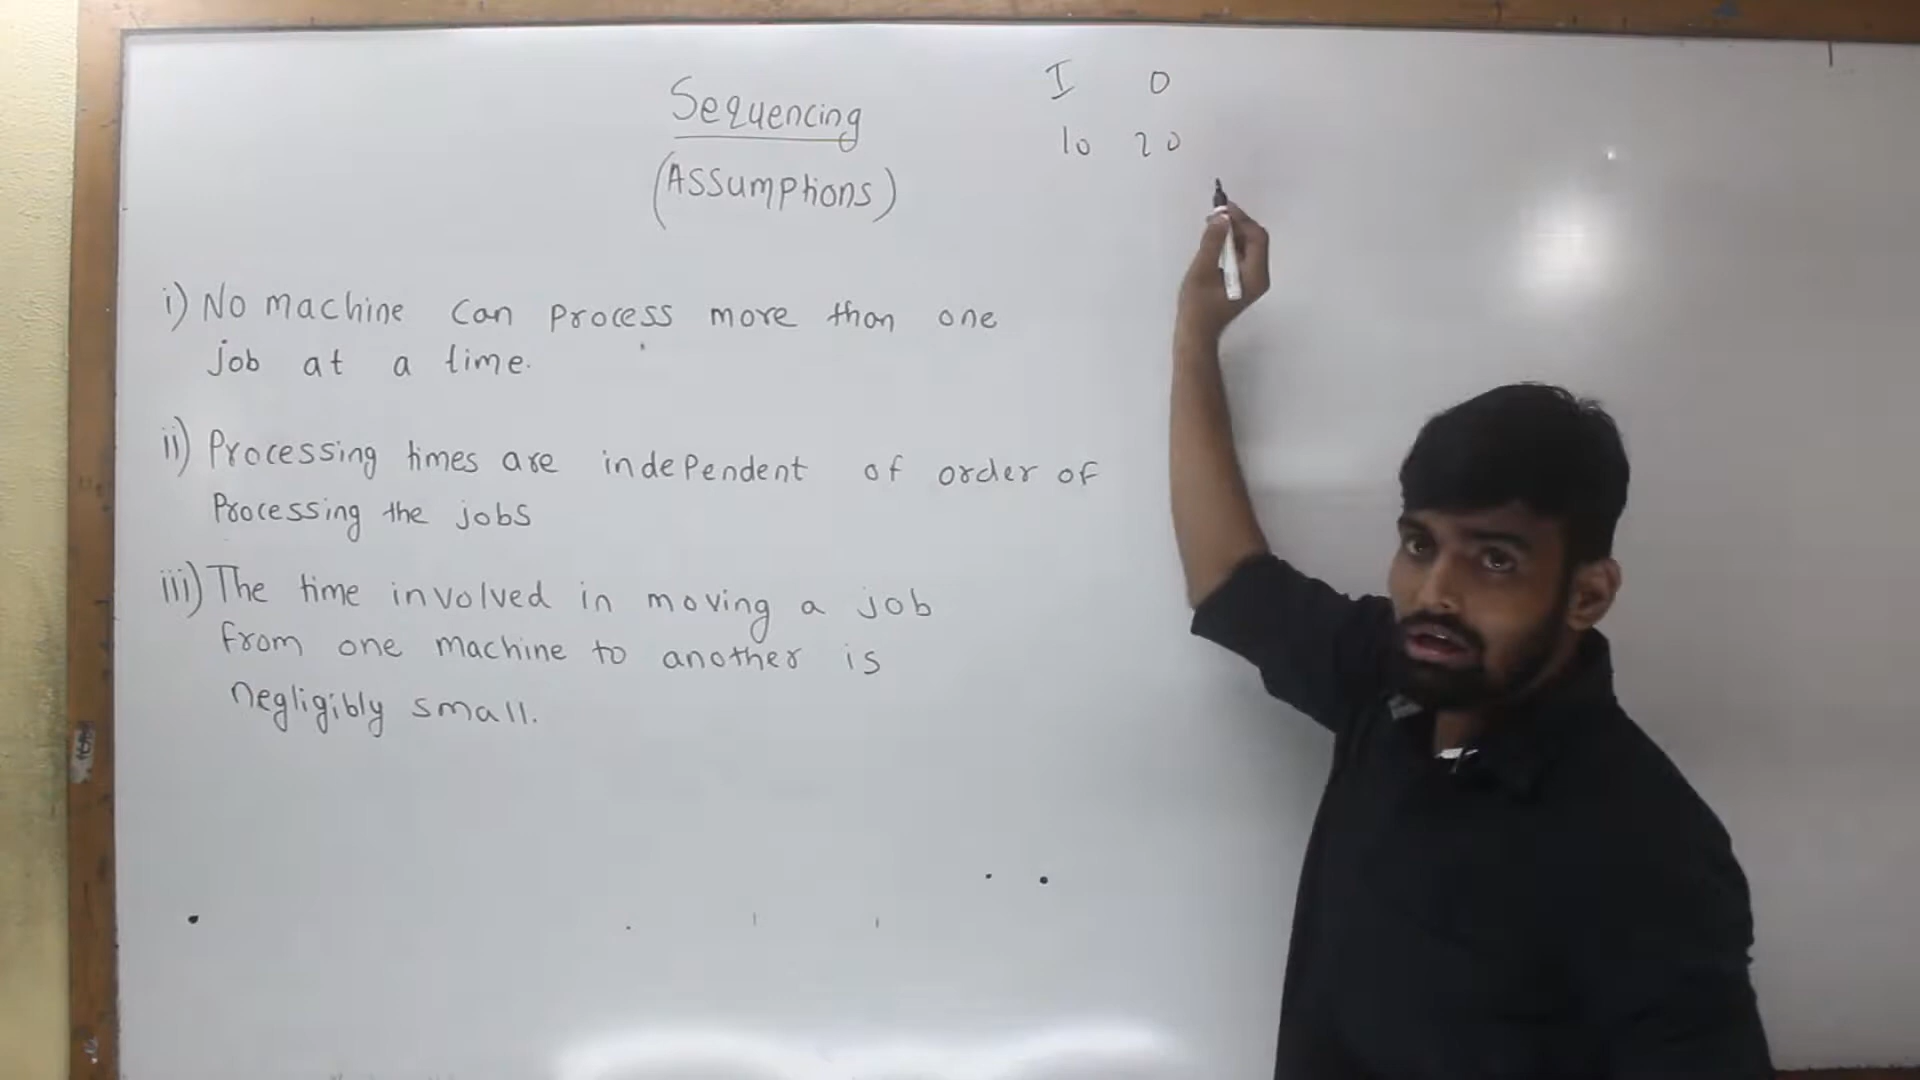 Sequencing
(Assumptions)
I O
10 20
i) No machine can process more than one
job at a time.
ii) Processing times are independent of order of
Processing the jobs
iii) The time involved in moving a job
from one machine to another is
negligibly small.